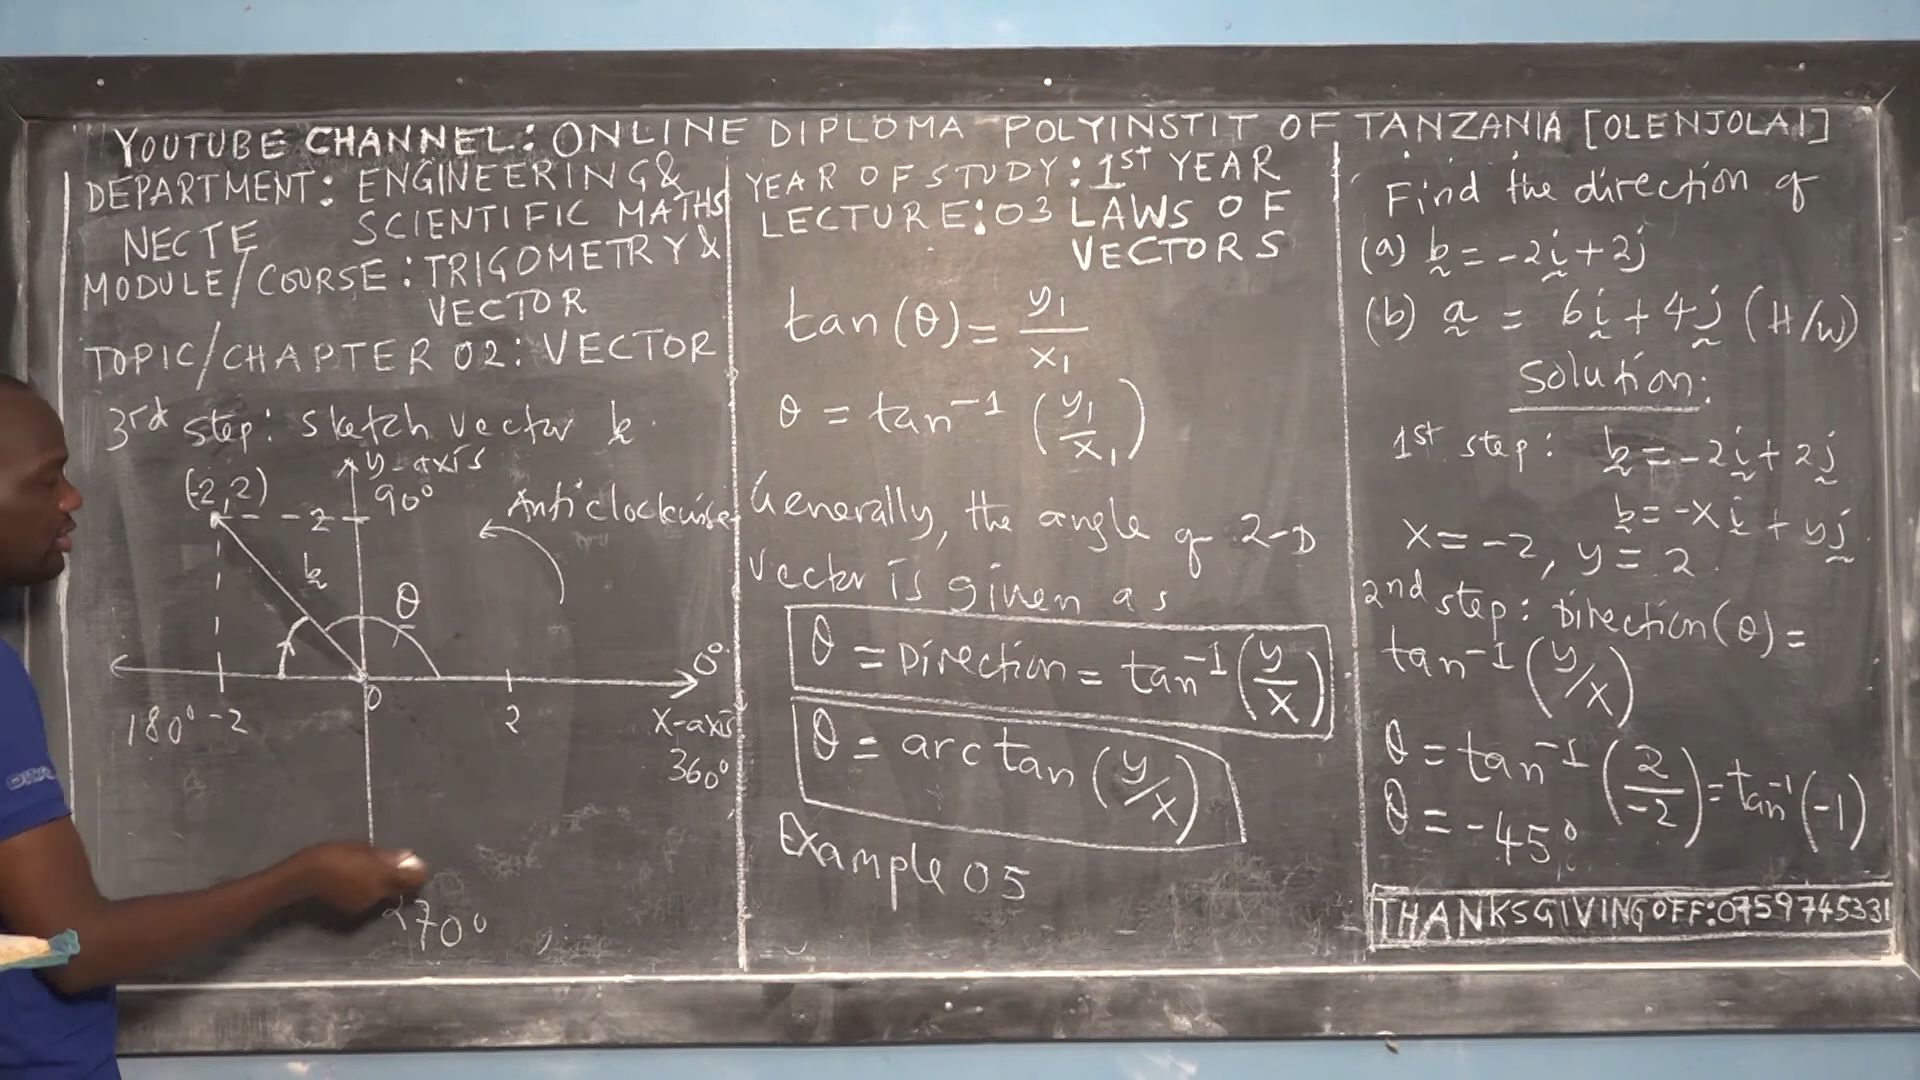 YOUTUBE CHANNEL: ONLINE DIPLOMA POLYINSTIT OF TANZANIA [OLENJOLAI]
DEPARTMENT: ENGINEERING &
NECTE SCIENTIFIC MATHS
MODULE/COURSE: TRIGOMETRY &
VECTOR
TOPIC/CHAPTER 02: VECTOR
3rd step: sketch vector b.
y-axis
90°
(-2,2)
2
Anticlockwise
b
θ
0°
180° -2
0
2
x-axis
360°
270°
YEAR OF STUDY: 1st YEAR
LECTURE: 03 LAWS OF
VECTORS
tan(θ) = y₁/x₁
θ = tan⁻¹ (y₁/x₁)
Generally, the angle of 2-D
vector is given as
θ = Direction = tan⁻¹(y/x)
θ = arctan (y/x)
Example 05
Find the direction of
(a) b = -2i + 2j
(b) a = 6i + 4j (H/W)
Solution:
1st step: b = -2i + 2j
b = -xi + yj
x = -2, y = 2
2nd step: Direction(θ) =
tan⁻¹(y/x)
θ = tan⁻¹(2/-2) = tan⁻¹(-1)
θ = -45°
THANKSGIVING OFF: 0759745331